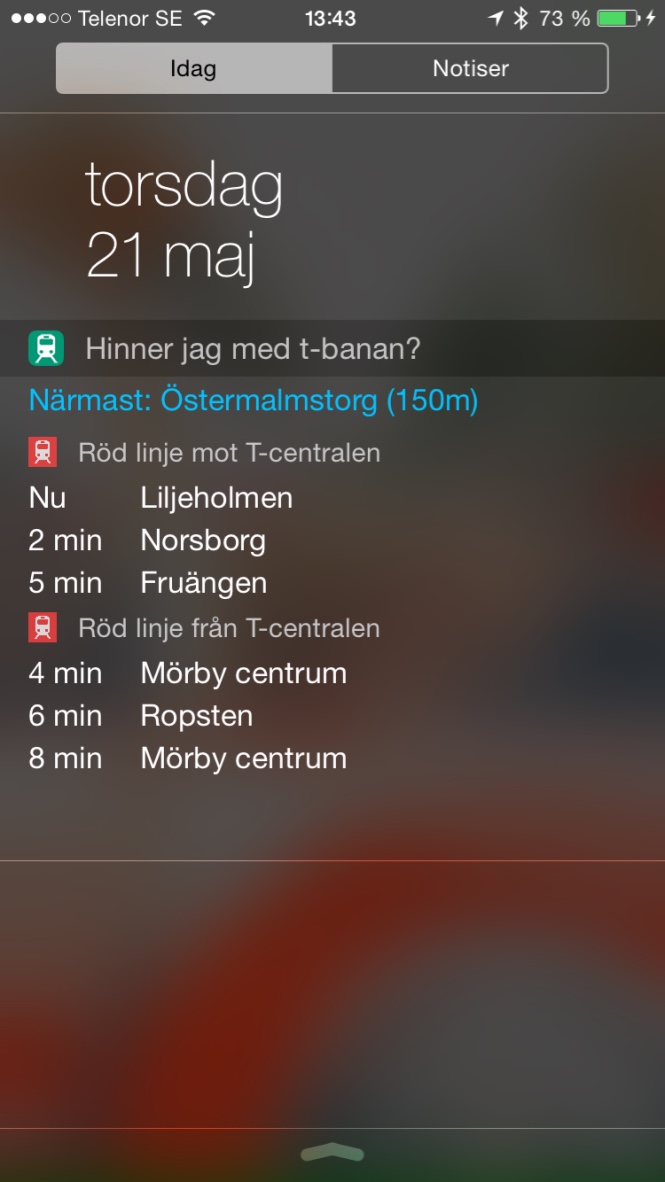 Telenor SE 13:43 73 %
Idag Notiser
torsdag
21 maj
Hinner jag med t-banan?
Närmast: Östermalmstorg (150m)
Röd linje mot T-centralen
Nu Liljeholmen
2 min Norsborg
5 min Fruängen
Röd linje från T-centralen
4 min Mörby centrum
6 min Ropsten
8 min Mörby centrum